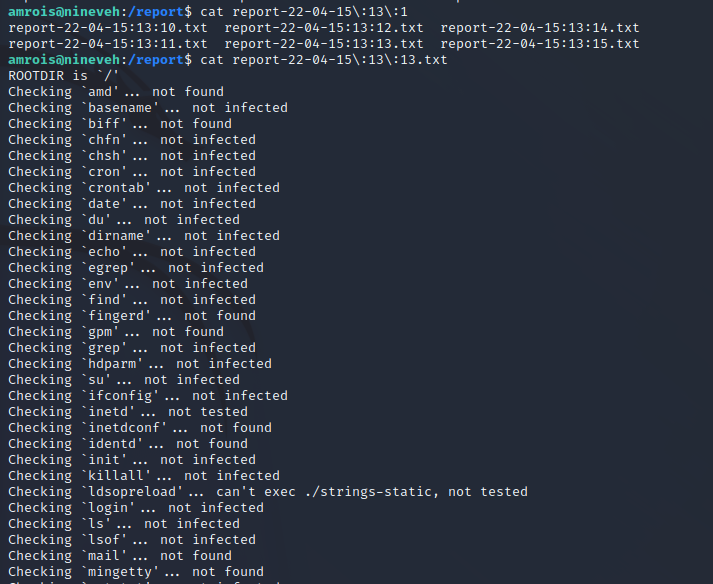 amrois@nineveh:/report$ cat report-22-04-15\:13\:1
report-22-04-15:13:10.txt  report-22-04-15:13:12.txt  report-22-04-15:13:14.txt
report-22-04-15:13:11.txt  report-22-04-15:13:13.txt  report-22-04-15:13:15.txt
amrois@nineveh:/report$ cat report-22-04-15\:13\:13.txt
ROOTDIR is `/'
Checking `amd'... not found
Checking `basename'... not infected
Checking `biff'... not found
Checking `chfn'... not infected
Checking `chsh'... not infected
Checking `cron'... not infected
Checking `crontab'... not infected
Checking `date'... not infected
Checking `du'... not infected
Checking `dirname'... not infected
Checking `echo'... not infected
Checking `egrep'... not infected
Checking `env'... not infected
Checking `find'... not infected
Checking `fingerd'... not found
Checking `gpm'... not found
Checking `grep'... not infected
Checking `hdparm'... not infected
Checking `su'... not infected
Checking `ifconfig'... not infected
Checking `inetd'... not tested
Checking `inetdconf'... not found
Checking `identd'... not found
Checking `init'... not infected
Checking `killall'... not infected
Checking `ldsopreload'... can't exec ./strings-static, not tested
Checking `login'... not infected
Checking `ls'... not infected
Checking `lsof'... not infected
Checking `mail'... not found
Checking `mingetty'... not found